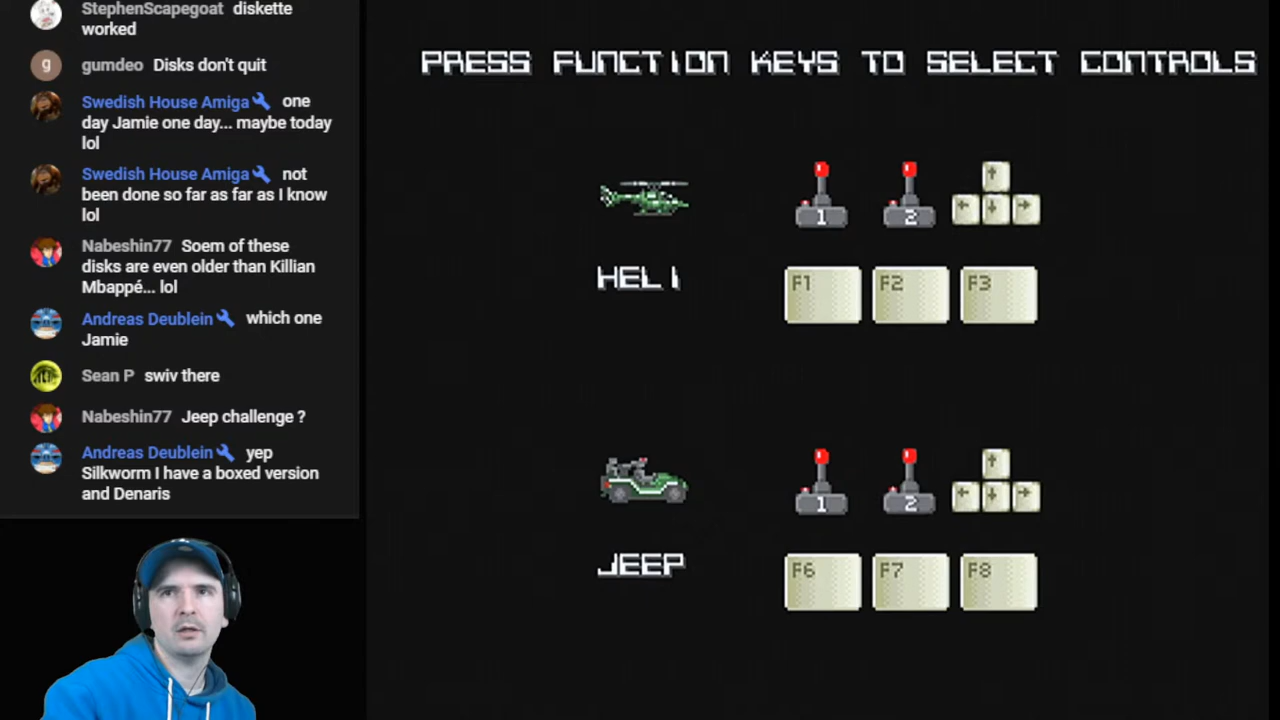 StephenScapegoat diskette
worked
g gumdeo Disks don't quit
Swedish House Amiga one
day Jamie one day... maybe today
lol
Swedish House Amiga not
been done so far as far as I know
lol
Nabeshin77 Soem of these
disks are even older than Killian
Mbappé... lol
Andreas Deublein which one
Jamie
Sean P swiv there
Nabeshin77 Jeep challenge ?
Andreas Deublein yep
Silkworm I have a boxed version
and Denaris
PRESS FUNCTION KEYS TO SELECT CONTROLS
1 2
HELI
F1 F2 F3
1 2
JEEP
F6 F7 F8